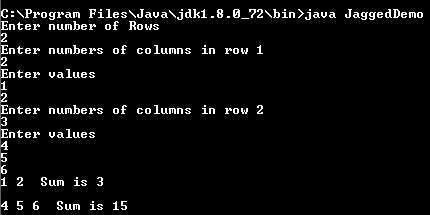 C:\Program Files\Java\jdk1.8.0_72\bin>java JaggedDemo
Enter number of Rows
2
Enter numbers of columns in row 1
2
Enter values
1
2
Enter numbers of columns in row 2
3
Enter values
4
5
6
1 2  Sum is 3
4 5 6  Sum is 15